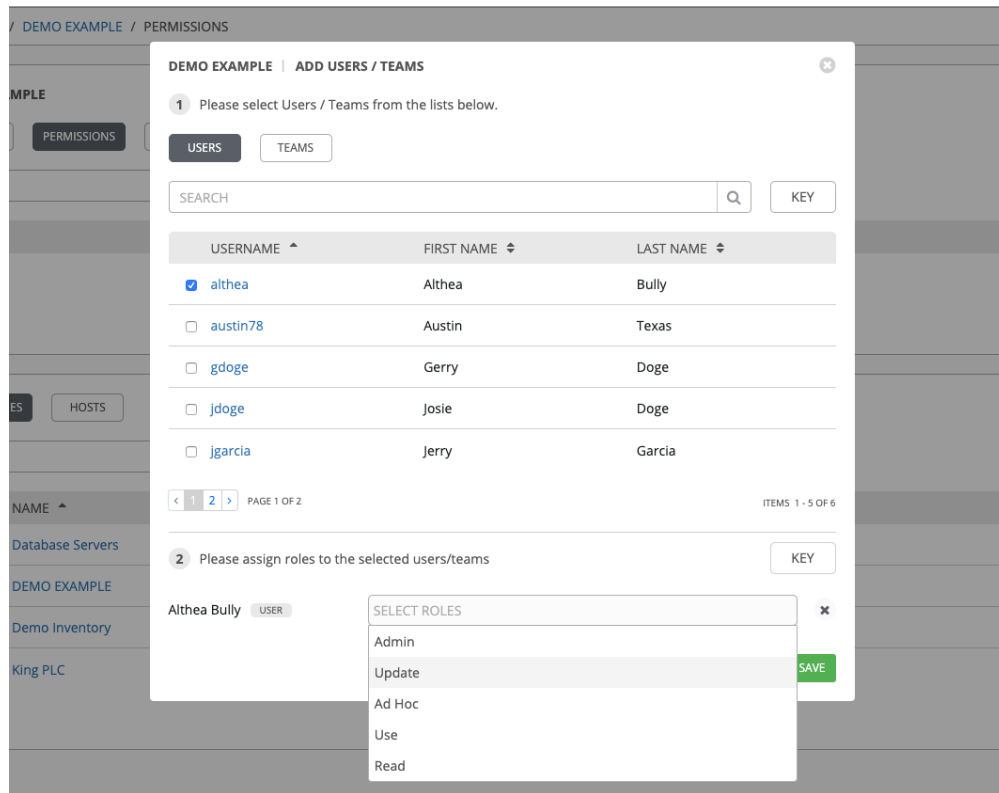 / DEMO EXAMPLE / PERMISSIONS
DEMO EXAMPLE | ADD USERS / TEAMS
1 Please select Users / Teams from the lists below.
PERMISSIONS
USERS TEAMS
SEARCH KEY
USERNAME FIRST NAME LAST NAME
althea Althea Bully
austin78 Austin Texas
gdoge Gerry Doge
jdoge Josie Doge
HOSTS
jgarcia Jerry Garcia
< 1 2 > PAGE 1 OF 2 ITEMS 1 - 5 OF 6
NAME
Database Servers
2 Please assign roles to the selected users/teams KEY
DEMO EXAMPLE
Althea Bully USER SELECT ROLES
Demo Inventory
Admin
King PLC
Update SAVE
Ad Hoc
Use
Read